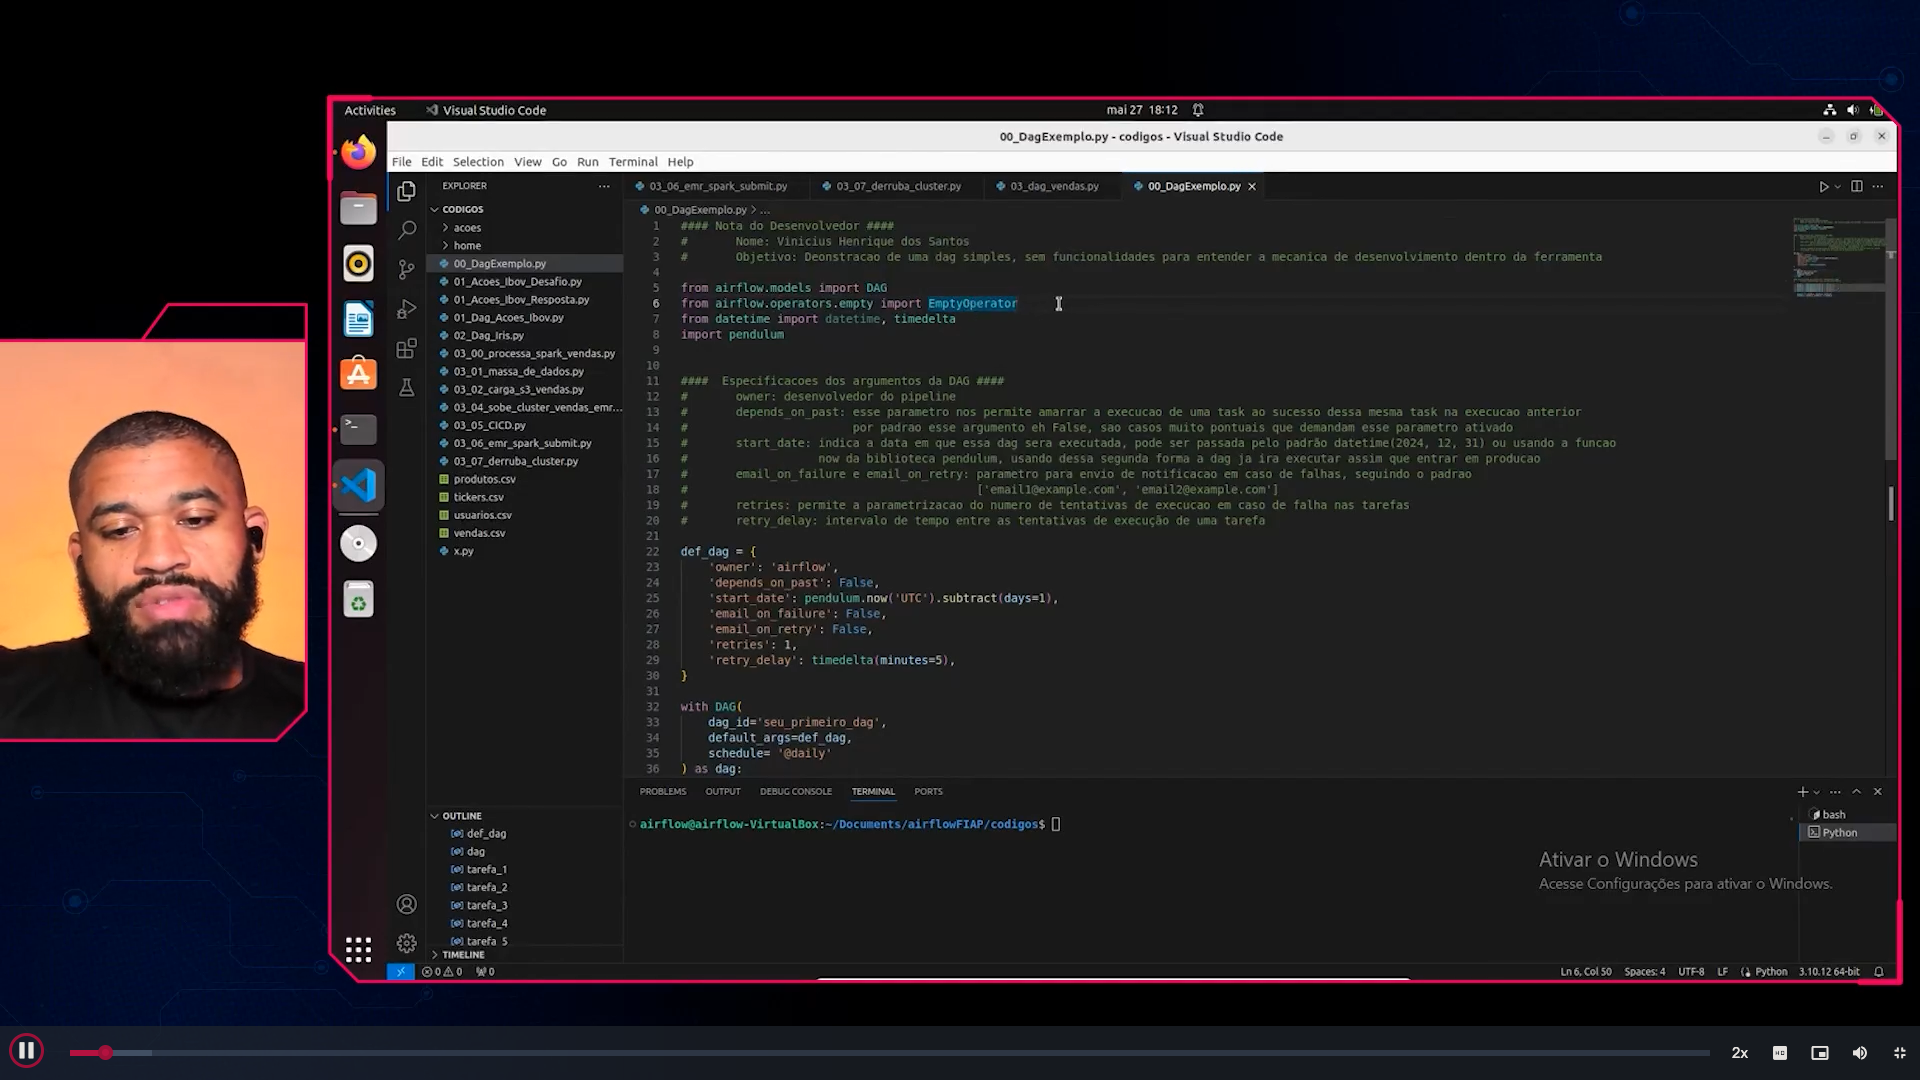 Activities
Visual Studio Code
mai 27 18:12
00_DagExemplo.py - codigos - Visual Studio Code
File Edit Selection View Go Run Terminal Help
EXPLORER
CODIGOS
acoes
home
00_DagExemplo.py
01_Acoes_Ibov_Desafio.py
01_Acoes_Ibov_Resposta.py
01_Dag_Acoes_Ibov.py
02_Dag_Iris.py
03_00_processa_spark_vendas.py
03_01_massa_de_dados.py
03_02_carga_s3_vendas.py
03_04_sobe_cluster_vendas_emr...
03_05_CICD.py
03_06_emr_spark_submit.py
03_07_derruba_cluster.py
produtos.csv
tickers.csv
usuarios.csv
vendas.csv
x.py
OUTLINE
def_dag
dag
tarefa_1
tarefa_2
tarefa_3
tarefa_4
tarefa_5
TIMELINE
03_06_emr_spark_submit.py
03_07_derruba_cluster.py
03_dag_vendas.py
00_DagExemplo.py
00_DagExemplo.py > ...
1 #### Nota do Desenvolvedor ####
2 # Nome: Vinicius Henrique dos Santos
3 # Objetivo: Deonstracao de uma dag simples, sem funcionalidades para entender a mecanica de desenvolvimento dentro da ferramenta
4
5 from airflow.models import DAG
6 from airflow.operators.empty import EmptyOperator
7 from datetime import datetime, timedelta
8 import pendulum
9
10
11 #### Especificacoes dos argumentos da DAG ####
12 # owner: desenvolvedor do pipeline
13 # depends_on_past: esse parametro nos permite amarrar a execucao de uma task ao sucesso dessa mesma task na execucao anterior
14 # por padrao esse argumento eh False, sao casos muito pontuais que demandam esse parametro ativado
15 # start_date: indica a data em que essa dag sera executada, pode ser passada pelo padrão datetime(2024, 12, 31) ou usando a funcao
16 # now da biblioteca pendulum, usando dessa segunda forma a dag ja ira executar assim que entrar em producao
17 # email_on_failure e email_on_retry: parametro para envio de notificacao em caso de falhas, seguindo o padrao
18 # ['email1@example.com', 'email2@example.com']
19 # retries: permite a parametrizacao do numero de tentativas de execucao em caso de falha nas tarefas
20 # retry_delay: intervalo de tempo entre as tentativas de execução de uma tarefa
21
22 def_dag = {
23 'owner': 'airflow',
24 'depends_on_past': False,
25 'start_date': pendulum.now('UTC').subtract(days=1),
26 'email_on_failure': False,
27 'email_on_retry': False,
28 'retries': 1,
29 'retry_delay': timedelta(minutes=5),
30 }
31
32 with DAG(
33 dag_id='seu_primeiro_dag',
34 default_args=def_dag,
35 schedule= '@daily'
36 ) as dag:
PROBLEMS OUTPUT DEBUG CONSOLE TERMINAL PORTS
airflow@airflow-VirtualBox:~/Documents/airflowFIAP/codigos$
bash
Python
Ativar o Windows
Acesse Configurações para ativar o Windows.
0 0 0
Ln 6, Col 50 Spaces: 4 UTF-8 LF Python 3.10.12 64-bit
2x
HD